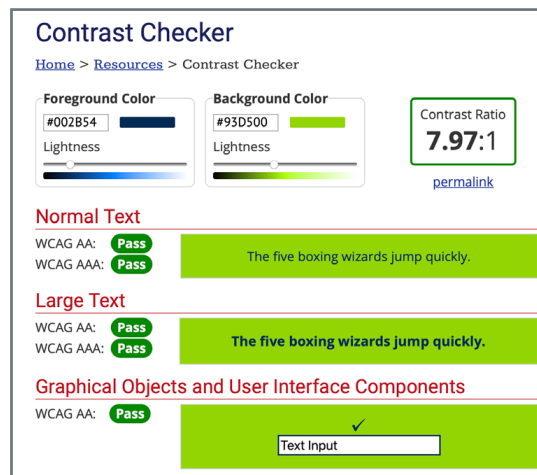 Contrast Checker
Home > Resources > Contrast Checker
Foreground Color
#002B54
Lightness
Background Color
#93D500
Lightness
Contrast Ratio
7.97:1
permalink
Normal Text
WCAG AA: Pass
WCAG AAA: Pass
The five boxing wizards jump quickly.
Large Text
WCAG AA: Pass
WCAG AAA: Pass
The five boxing wizards jump quickly.
Graphical Objects and User Interface Components
WCAG AA: Pass
✓
Text Input